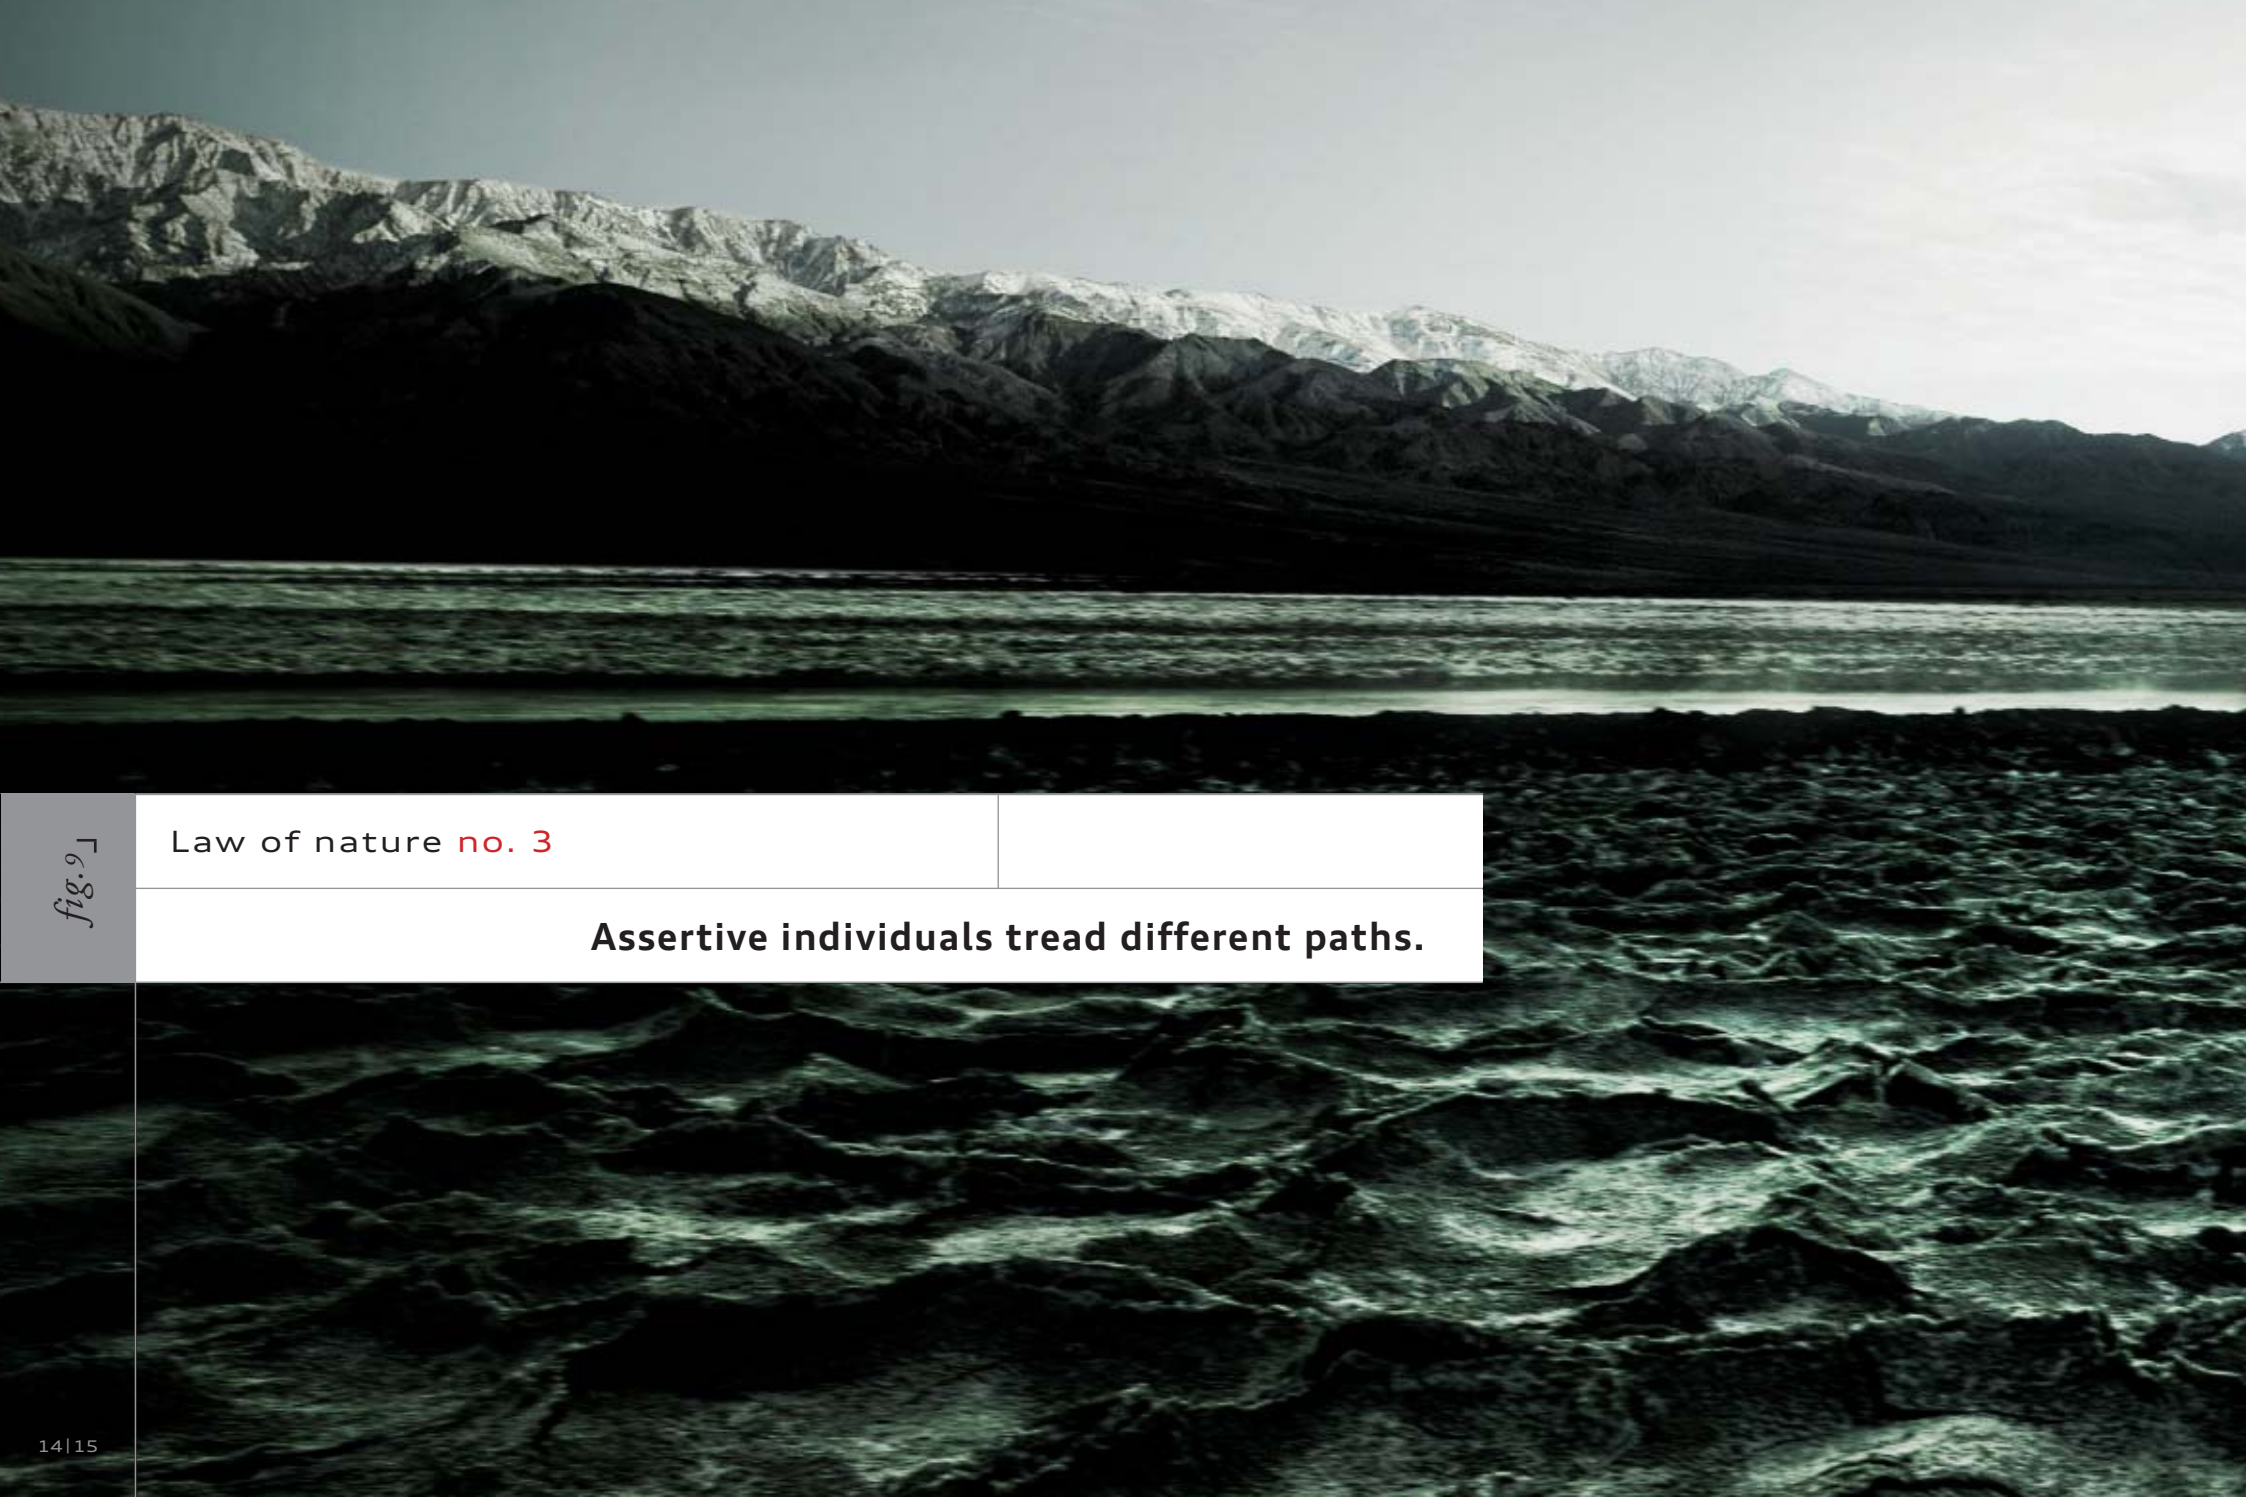 Law of nature no. 3
fig. 9
Assertive individuals tread different paths.
14|15